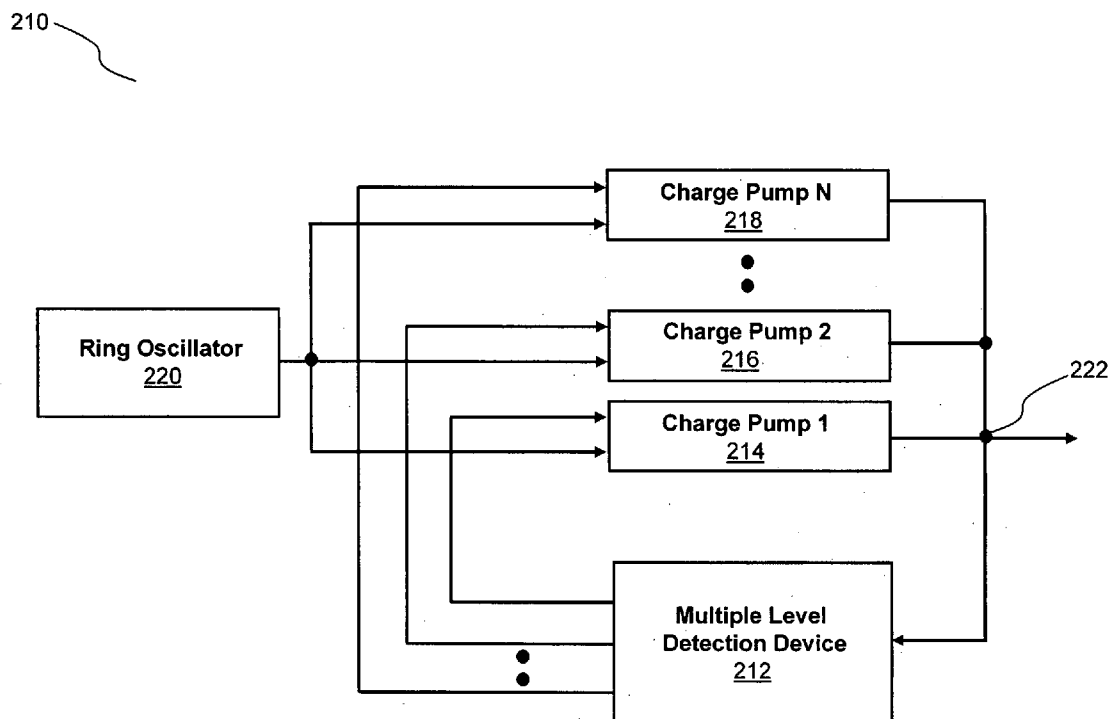 210
Charge Pump N
218
Ring Oscillator
220
Charge Pump 2
216
222
Charge Pump 1
214
Multiple Level
Detection Device
212